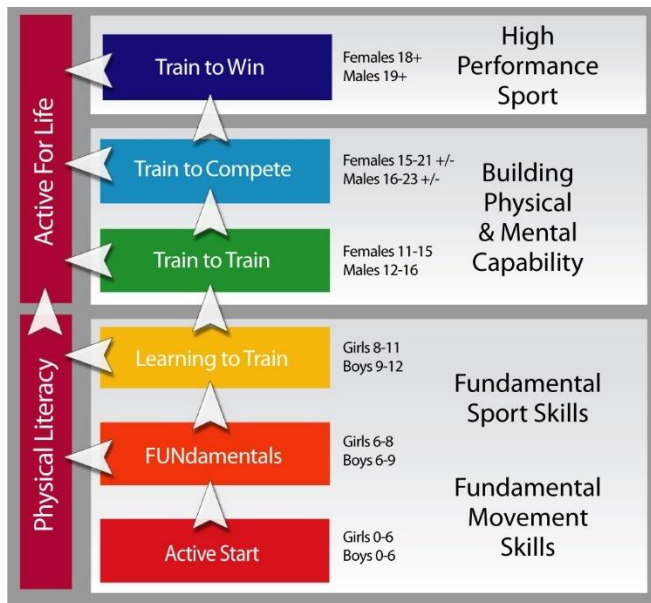 Active For Life
Physical Literacy
Train to Win
Females 18+
Males 19+
High
Performance
Sport
Train to Compete
Females 15-21 +/-
Males 16-23 +/-
Building
Physical
& Mental
Capability
Train to Train
Females 11-15
Males 12-16
Learning to Train
Girls 8-11
Boys 9-12
Fundamental
Sport Skills
FUNdamentals
Girls 6-8
Boys 6-9
Fundamental
Movement
Skills
Active Start
Girls 0-6
Boys 0-6